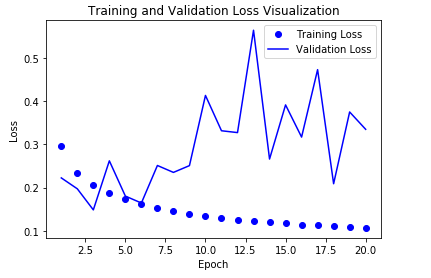 Training and Validation Loss Visualization
Training Loss
Validation Loss
Loss
0.5
0.4
0.3
0.2
0.1
2.5 5.0 7.5 10.0 12.5 15.0 17.5 20.0
Epoch